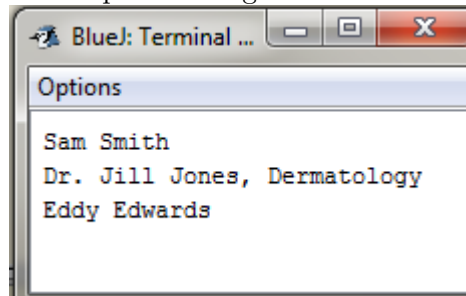 BlueJ: Terminal ...
Options
Sam Smith
Dr. Jill Jones, Dermatology
Eddy Edwards